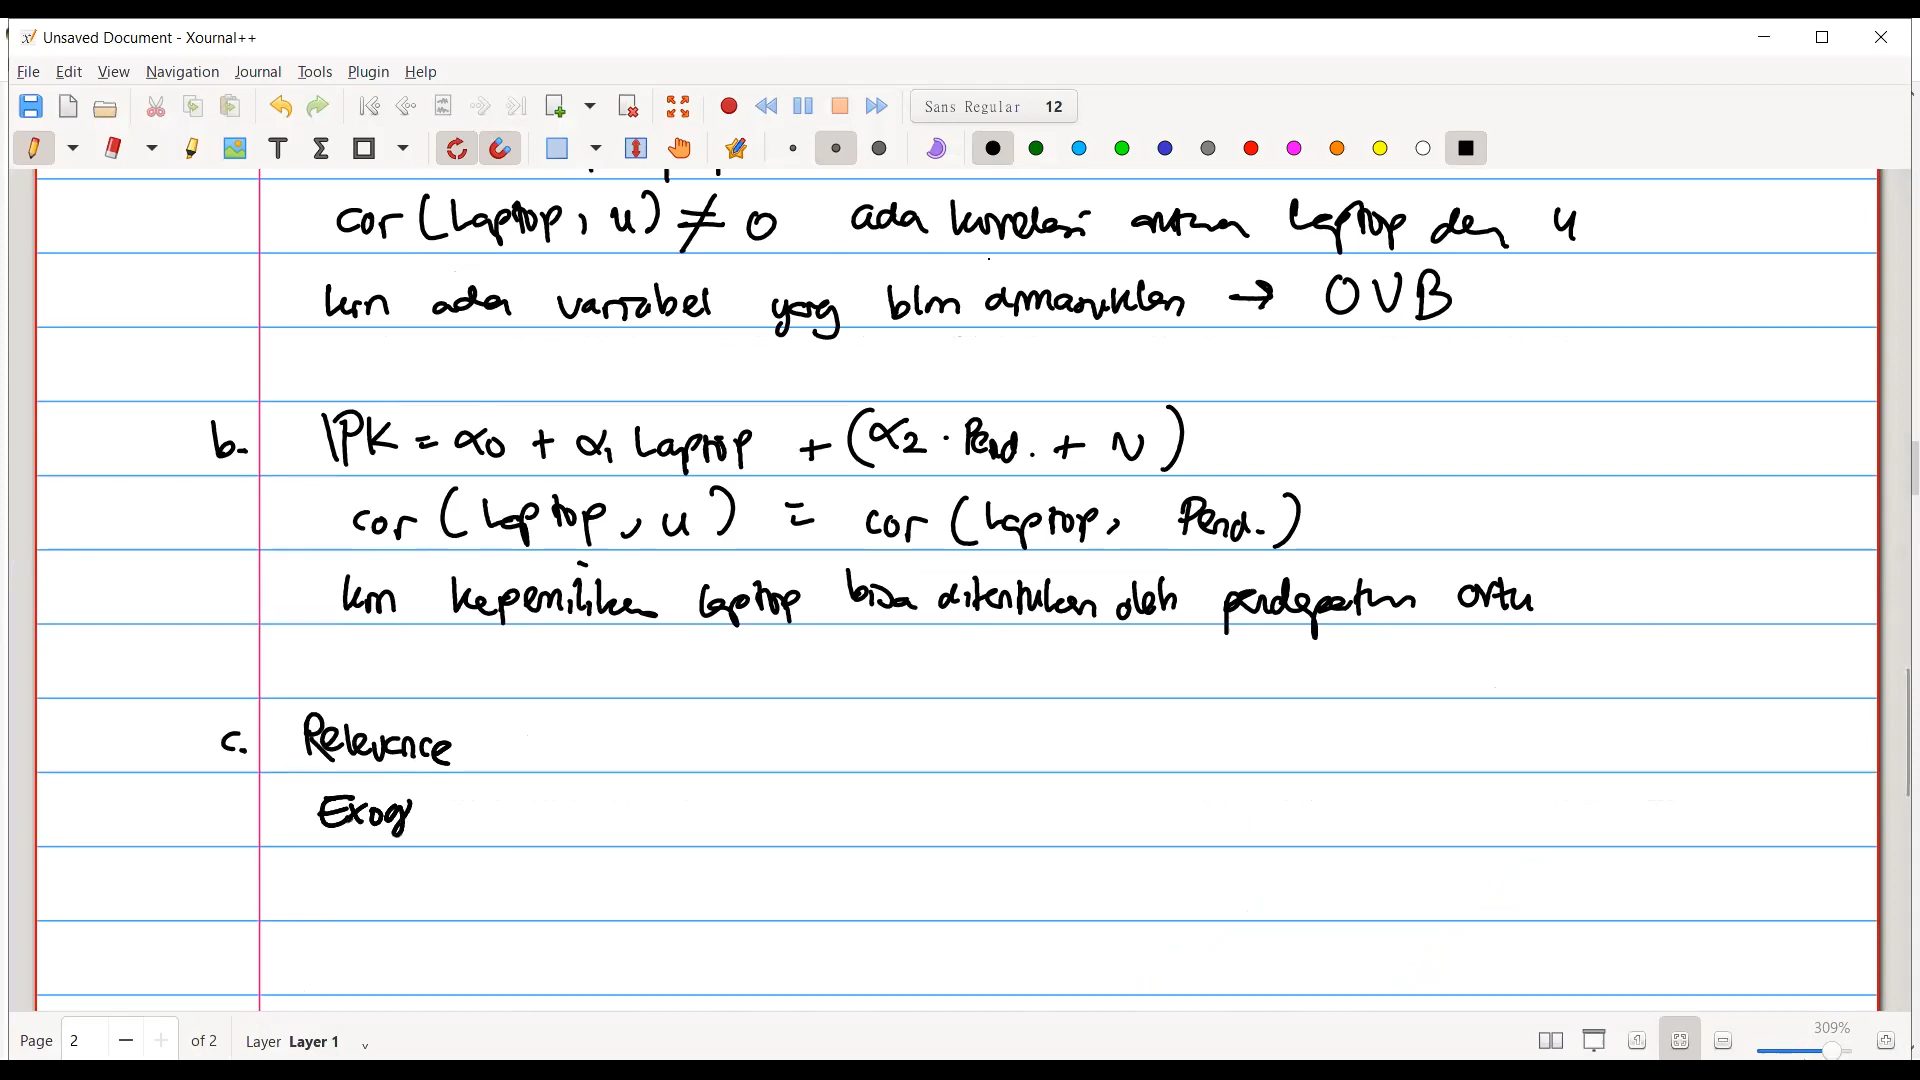 Unsaved Document - Xournal++
File Edit View Navigation Journal Tools Plugin Help
Sans Regular 12
cor (Laptop, u) ≠ 0 ada korelasi antara laptop dgn u
krn ada variabel yang blm dimasukkan → OVB
b. IPK = α0 + α1 Laptop + (α2 · Pend. + v)
cor (Laptop, u) = cor (Laptop, Pend.)
krn kepemilikan laptop bisa ditentukan oleh pendapatan ortu
c. Relevance
Exog
Page 2 of 2 Layer Layer 1 309%